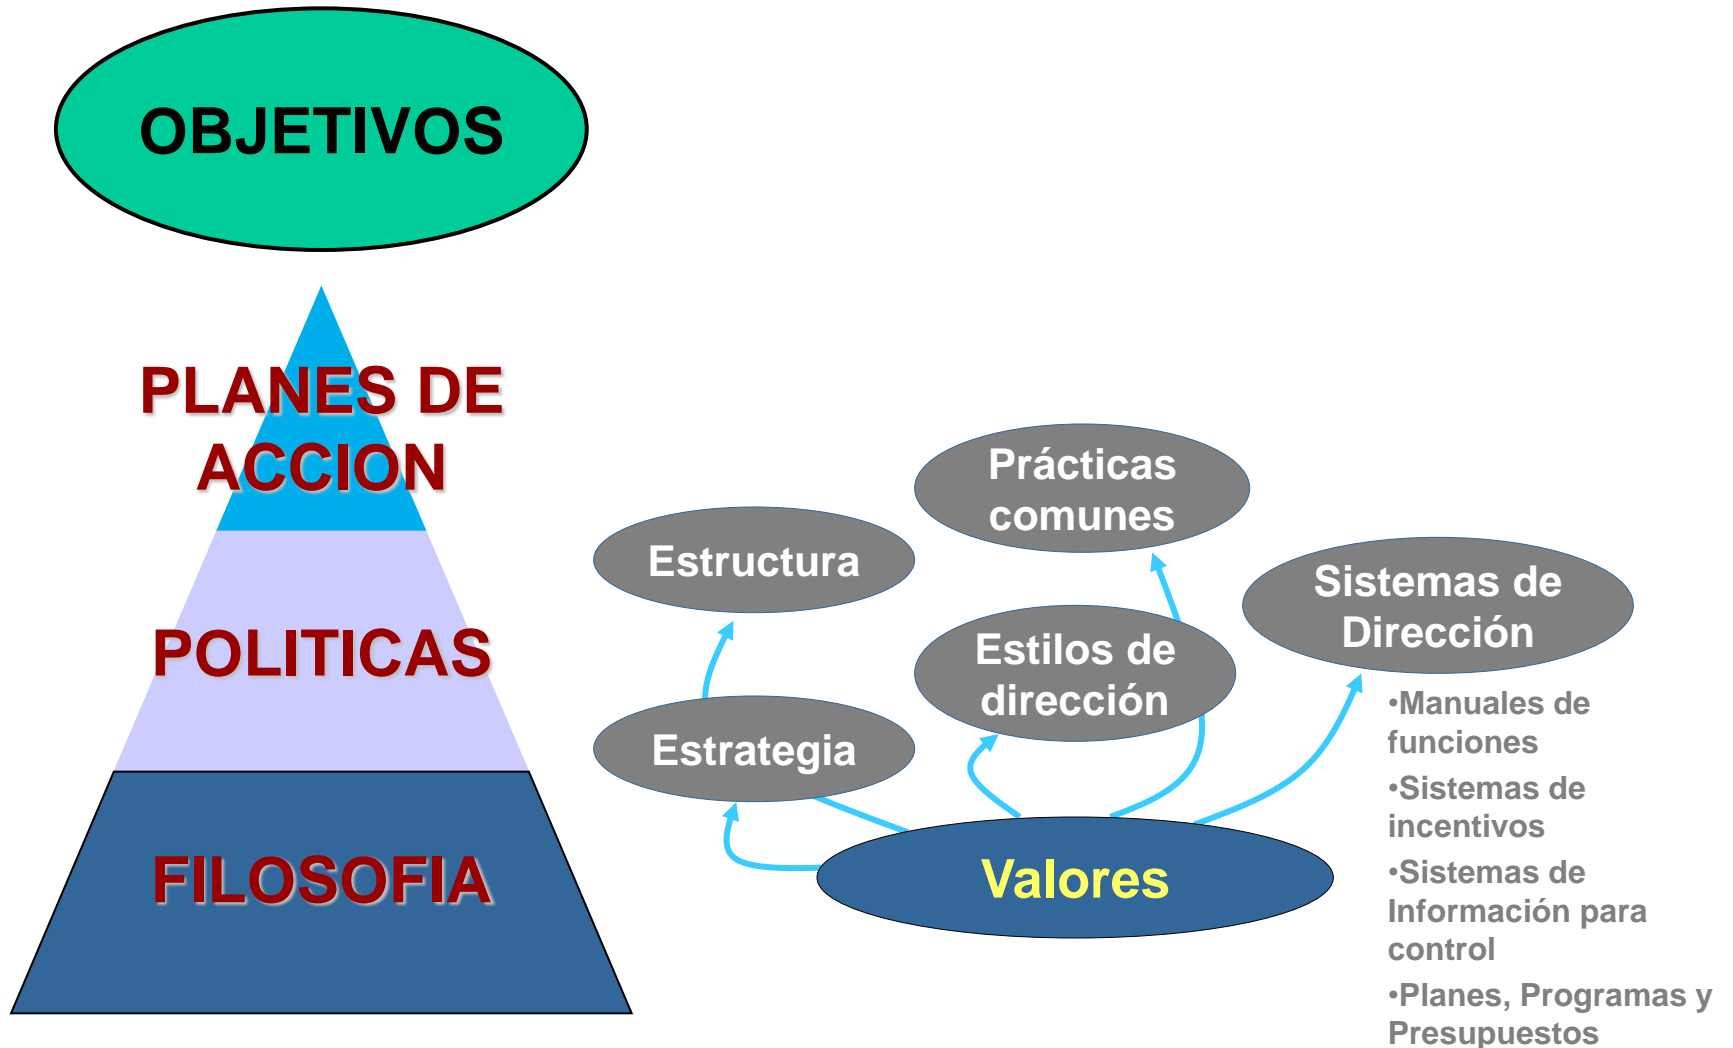 OBJETIVOS
PLANES DE
ACCION
POLITICAS
FILOSOFIA
Prácticas
comunes
Estructura
Sistemas de
Dirección
Estilos de
dirección
Estrategia
Valores
•Manuales de
funciones
•Sistemas de
incentivos
•Sistemas de
Información para
control
•Planes, Programas y
Presupuestos